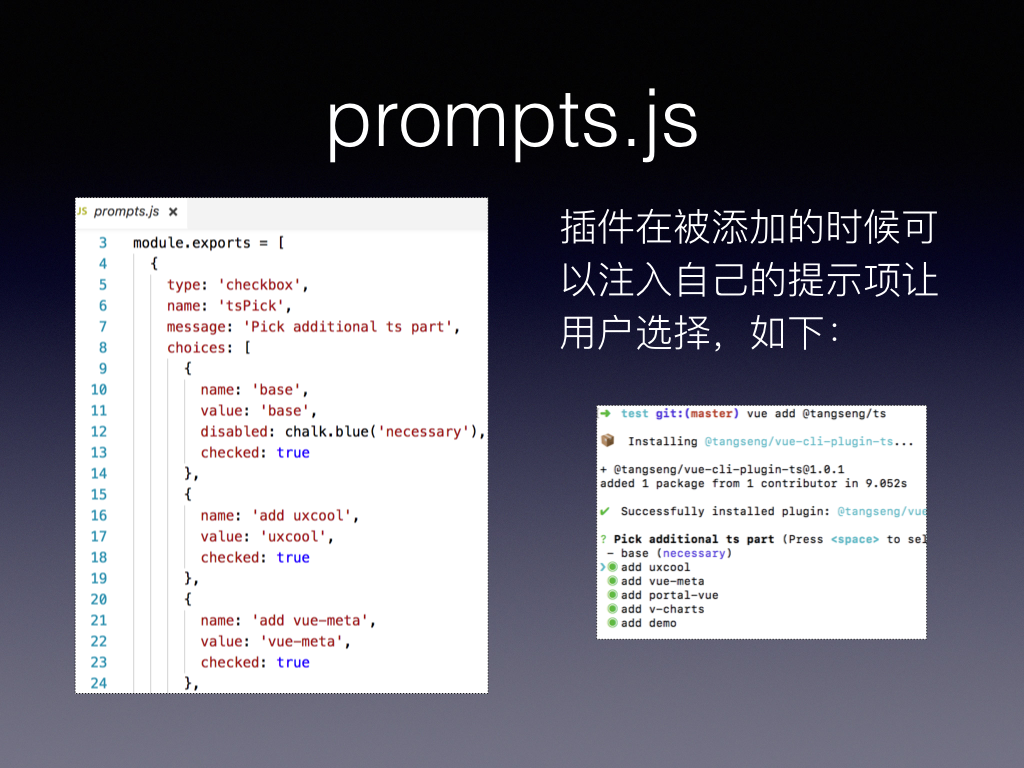 prompts.js
JS prompts.js ×
3 module.exports = [
4 {
5 type: 'checkbox',
6 name: 'tsPick',
7 message: 'Pick additional ts part',
8 choices: [
9 {
10 name: 'base',
11 value: 'base',
12 disabled: chalk.blue('necessary'),
13 checked: true
14 },
15 {
16 name: 'add uxcool',
17 value: 'uxcool',
18 checked: true
19 },
20 {
21 name: 'add vue-meta',
22 value: 'vue-meta',
23 checked: true
24 },
插件在被添加的时候可
以注入自己的提示项让
用户选择，如下：
➜ test git:(master) vue add @tangseng/ts
📦 Installing @tangseng/vue-cli-plugin-ts...
+ @tangseng/vue-cli-plugin-ts@1.0.1
added 1 package from 1 contributor in 9.052s
✔ Successfully installed plugin: @tangseng/vue
? Pick additional ts part (Press <space> to sel
- base (necessary)
❯◉ add uxcool
◉ add vue-meta
◉ add portal-vue
◉ add v-charts
◉ add demo